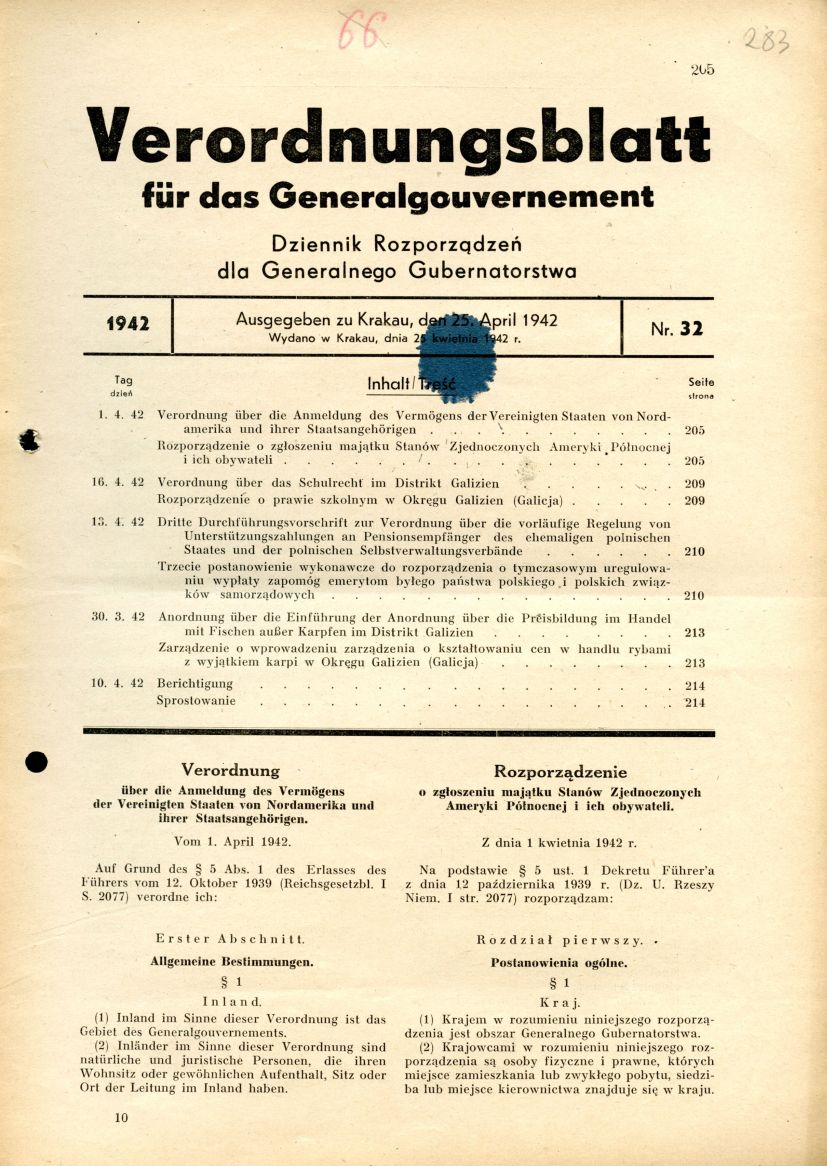 66
283
205
Verordnungsblatt
für das Generalgouvernement
Dziennik Rozporządzeń
dla Generalnego Gubernatorstwa
1942
Ausgegeben zu Krakau, den 25. April 1942
Wydano w Krakau, dnia 25 kwietnia 1942 r.
Nr. 32
Tag
dzień
Inhalt/Treść
Seite
strona
1. 4. 42 Verordnung über die Anmeldung des Vermögens der Vereinigten Staaten von Nord-
amerika und ihrer Staatsangehörigen . . . . . . . . . . . 205
Rozporządzenie o zgłoszeniu majątku Stanów Zjednoczonych Ameryki Północnej
i ich obywateli . . . . . . . . . . . . . . . . 205
16. 4. 42 Verordnung über das Schulrecht im Distrikt Galizien . . . . . . 209
Rozporządzenie o prawie szkolnym w Okręgu Galizien (Galicja) . . . . . 209
13. 4. 42 Dritte Durchführungsvorschrift zur Verordnung über die vorläufige Regelung von
Unterstützungszahlungen an Pensionsempfänger des ehemaligen polnischen
Staates und der polnischen Selbstverwaltungsverbände . . . . . . 210
Trzecie postanowienie wykonawcze do rozporządzenia o tymczasowym uregulowa-
niu wypłaty zapomóg emerytom byłego państwa polskiego i polskich związ-
ków samorządowych . . . . . . . . . . . . . . 210
30. 3. 42 Anordnung über die Einführung der Anordnung über die Preisbildung im Handel
mit Fischen außer Karpfen im Distrikt Galizien . . . . . . . 213
Zarządzenie o wprowadzeniu zarządzenia o kształtowaniu cen w handlu rybami
z wyjątkiem karpi w Okręgu Galizien (Galicja) . . . . . . . . 213
10. 4. 42 Berichtigung . . . . . . . . . . . . . . . . . 214
Sprostowanie . . . . . . . . . . . . . . . . . 214
Verordnung
über die Anmeldung des Vermögens
der Vereinigten Staaten von Nordamerika und
ihrer Staatsangehörigen.
Vom 1. April 1942.
Auf Grund des § 5 Abs. 1 des Erlasses des
Führers vom 12. Oktober 1939 (Reichsgesetzbl. I
S. 2077) verordne ich:
Erster Abschnitt.
Allgemeine Bestimmungen.
§ 1
Inland.
(1) Inland im Sinne dieser Verordnung ist das
Gebiet des Generalgouvernements.
(2) Inländer im Sinne dieser Verordnung sind
natürliche und juristische Personen, die ihren
Wohnsitz oder gewöhnlichen Aufenthalt, Sitz oder
Ort der Leitung im Inland haben.
10
Rozporządzenie
o zgłoszeniu majątku Stanów Zjednoczonych
Ameryki Północnej i ich obywateli.
Z dnia 1 kwietnia 1942 r.
Na podstawie § 5 ust. 1 Dekretu Führer'a
z dnia 12 października 1939 r. (Dz. U. Rzeszy
Niem. I str. 2077) rozporządzam:
Rozdział pierwszy.
Postanowienia ogólne.
§ 1
Kraj.
(1) Krajem w rozumieniu niniejszego rozporzą-
dzenia jest obszar Generalnego Gubernatorstwa.
(2) Krajowcami w rozumieniu niniejszego roz-
porządzenia są osoby fizyczne i prawne, których
miejsce zamieszkania lub zwykłego pobytu, siedzi-
ba lub miejsce kierownictwa znajduje się w kraju.